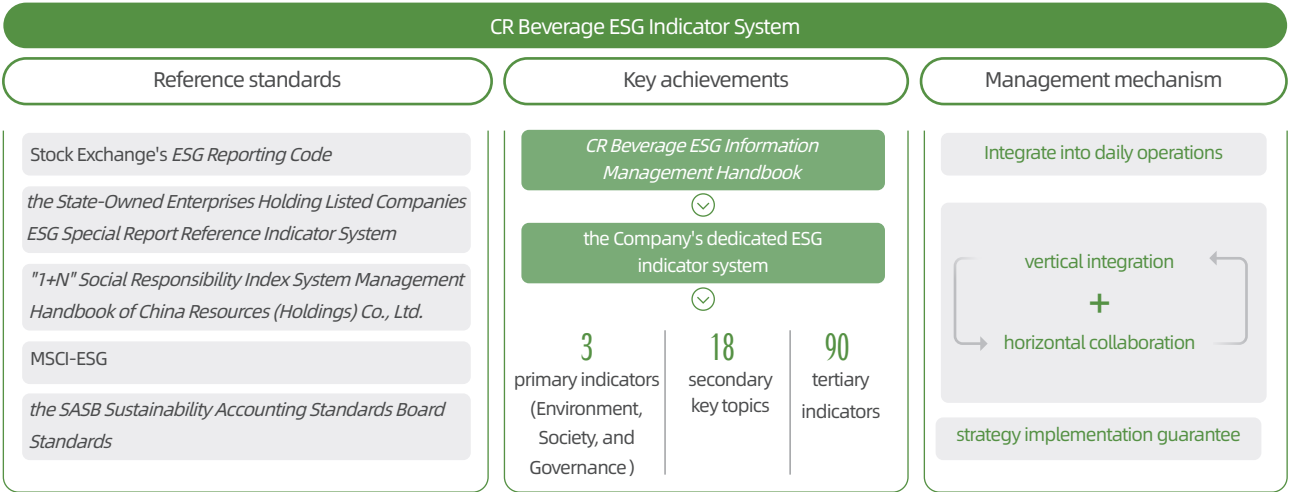 CR Beverage ESG Indicator System
Reference standards
Key achievements
Management mechanism
Stock Exchange's ESG Reporting Code
the State-Owned Enterprises Holding Listed Companies
ESG Special Report Reference Indicator System
"1+N" Social Responsibility Index System Management
Handbook of China Resources (Holdings) Co., Ltd.
MSCI-ESG
the SASB Sustainability Accounting Standards Board
Standards
CR Beverage ESG Information
Management Handbook
the Company's dedicated ESG
indicator system
3
primary indicators
(Environment,
Society, and
Governance)
18
secondary
key topics
90
tertiary
indicators
Integrate into daily operations
vertical integration
+
horizontal collaboration
strategy implementation guarantee